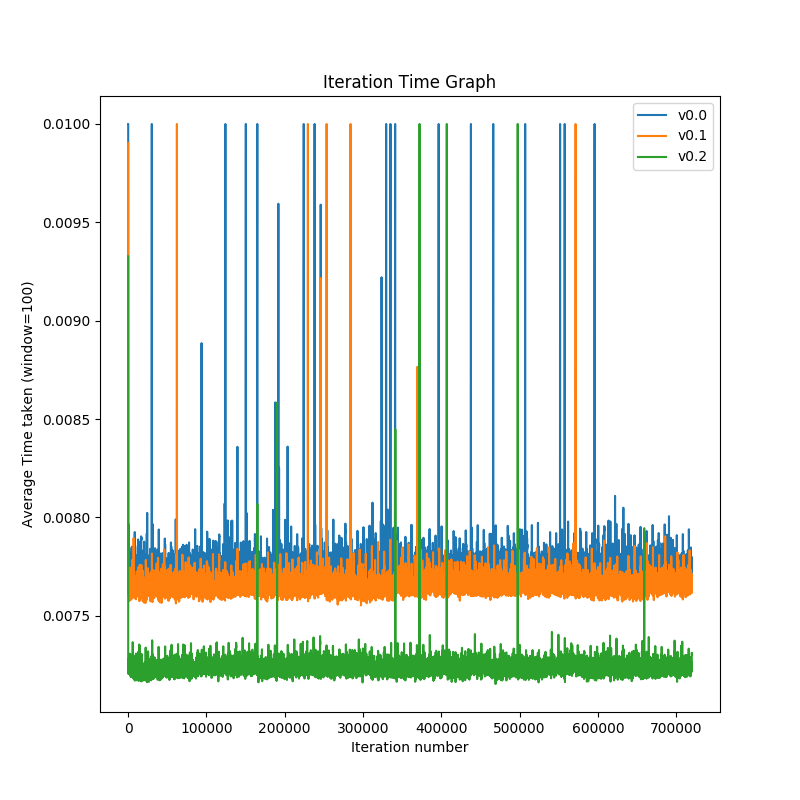 Iteration Time Graph
v0.0
v0.1
v0.2
0.0100
0.0095
0.0090
0.0085
0.0080
0.0075
Average Time taken (window=100)
0 100000 200000 300000 400000 500000 600000 700000
Iteration number